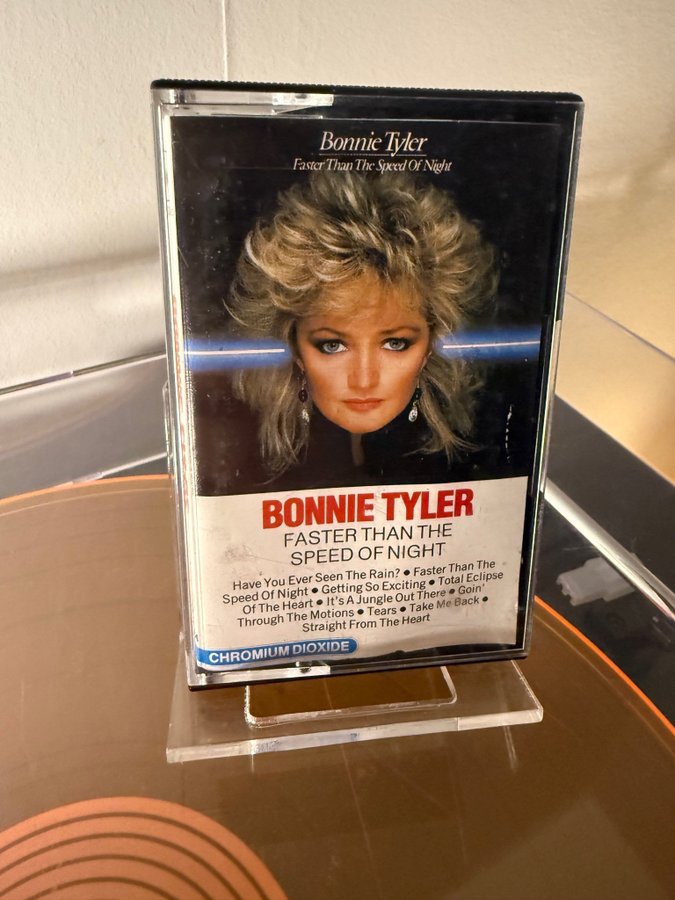 Bonnie Tyler
Faster Than The Speed Of Night
BONNIE TYLER
FASTER THAN THE
SPEED OF NIGHT
Have You Ever Seen The Rain? • Faster Than The
Speed Of Night • Getting So Exciting • Total Eclipse
Of The Heart • It's A Jungle Out There • Goin'
Through The Motions • Tears • Take Me Back •
Straight From The Heart
CHROMIUM DIOXIDE